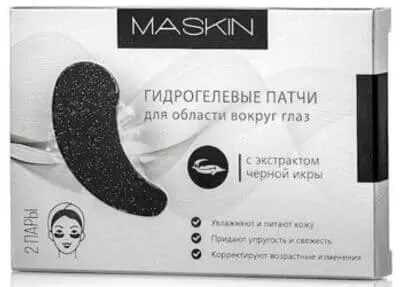 MASKIN
ГИДРОГЕЛЕВЫЕ ПАТЧИ
для области вокруг глаз
с экстрактом
черной икры
Увлажняют и питают кожу
Придают упругость и свежесть
Корректируют возрастные изменения
2 ПАРЫ